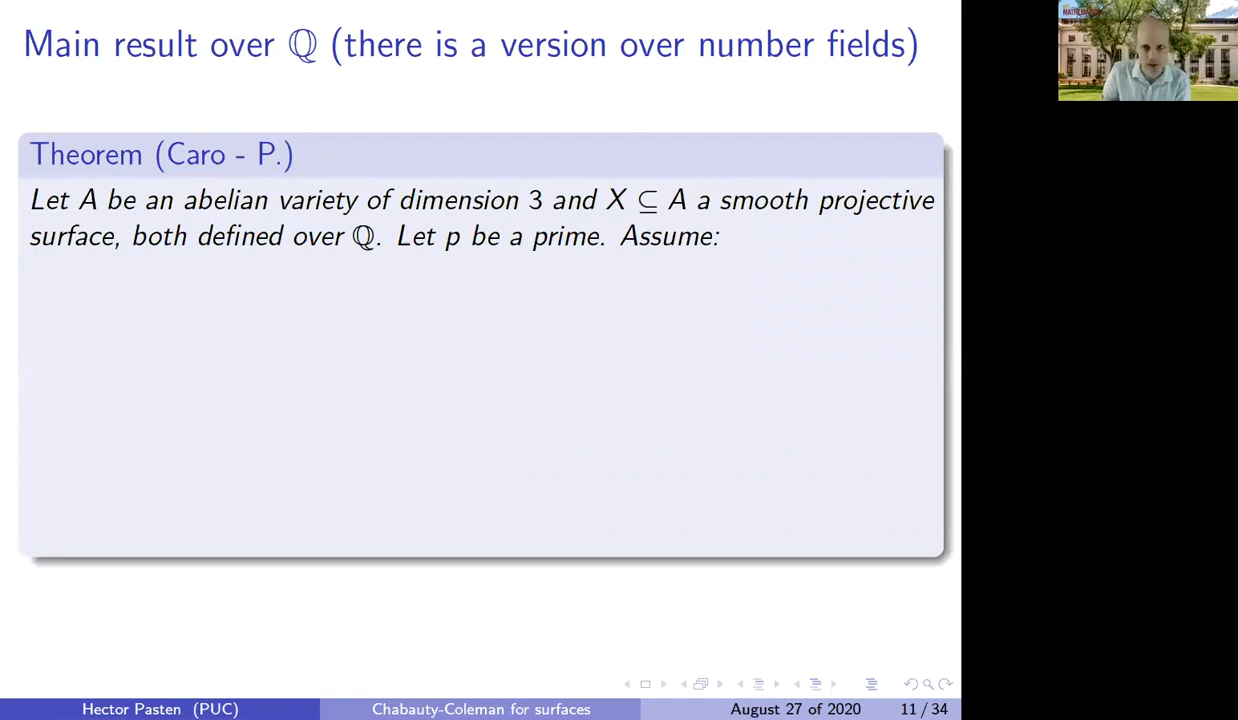 Main result over ℚ (there is a version over number fields)
Theorem (Caro - P.)
Let A be an abelian variety of dimension 3 and X ⊆ A a smooth projective
surface, both defined over ℚ. Let p be a prime. Assume:
Hector Pasten (PUC)
Chabauty-Coleman for surfaces
August 27 of 2020
11 / 34